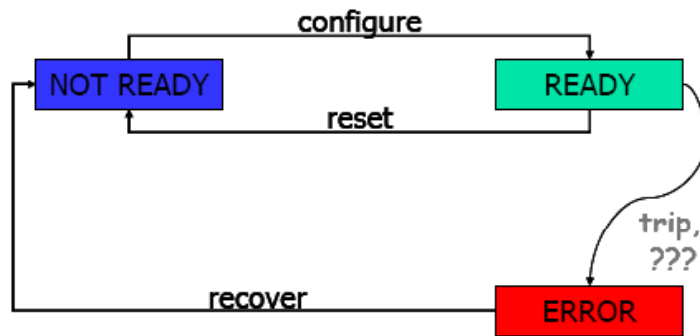 configure
NOT READY
READY
reset
trip,
???
recover
ERROR